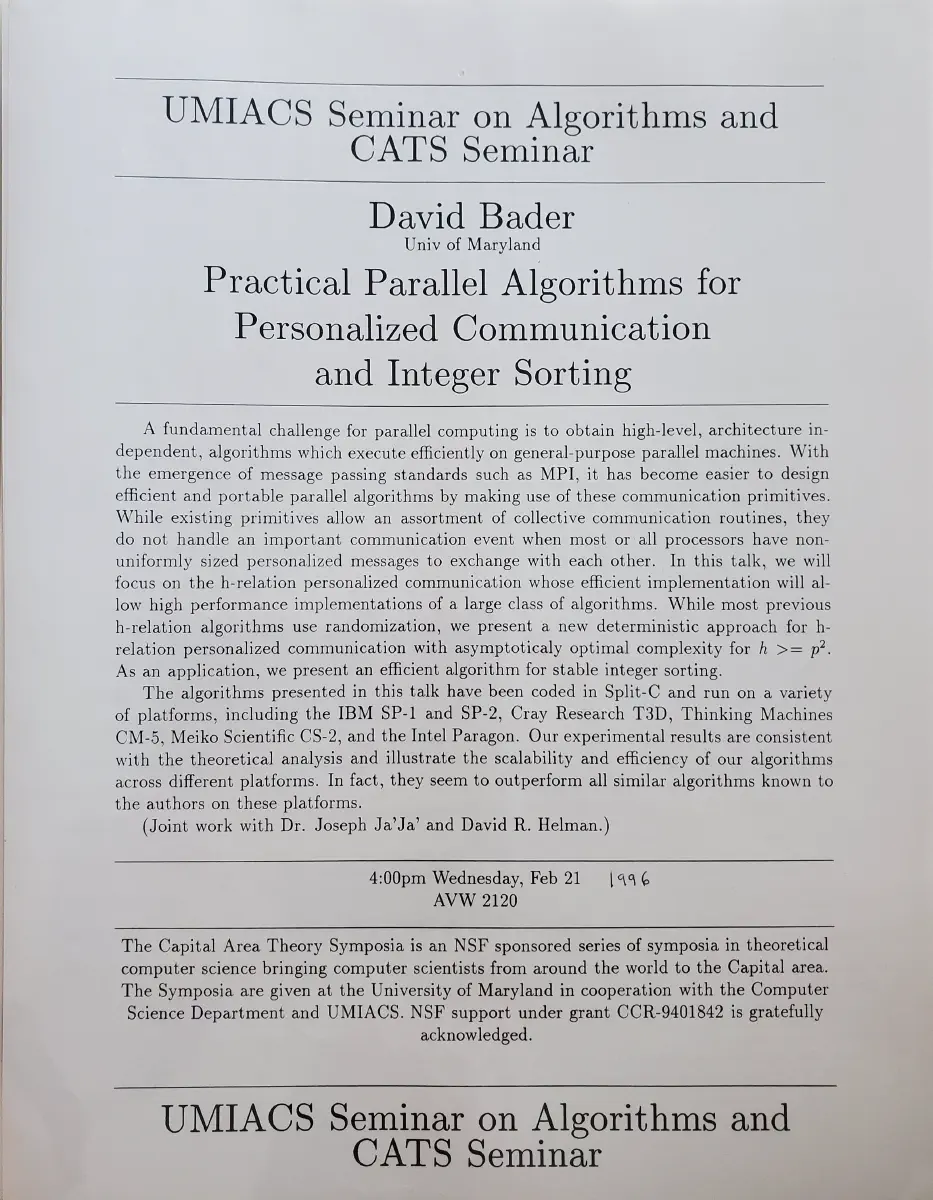 UMIACS Seminar on Algorithms and
CATS Seminar
David Bader
Univ of Maryland
Practical Parallel Algorithms for
Personalized Communication
and Integer Sorting
A fundamental challenge for parallel computing is to obtain high-level, architecture in-
dependent, algorithms which execute efficiently on general-purpose parallel machines. With
the emergence of message passing standards such as MPI, it has become easier to design
efficient and portable parallel algorithms by making use of these communication primitives.
While existing primitives allow an assortment of collective communication routines, they
do not handle an important communication event when most or all processors have non-
uniformly sized personalized messages to exchange with each other. In this talk, we will
focus on the h-relation personalized communication whose efficient implementation will al-
low high performance implementations of a large class of algorithms. While most previous
h-relation algorithms use randomization, we present a new deterministic approach for h-
relation personalized communication with asymptoticaly optimal complexity for h >= p².
As an application, we present an efficient algorithm for stable integer sorting.
The algorithms presented in this talk have been coded in Split-C and run on a variety
of platforms, including the IBM SP-1 and SP-2, Cray Research T3D, Thinking Machines
CM-5, Meiko Scientific CS-2, and the Intel Paragon. Our experimental results are consistent
with the theoretical analysis and illustrate the scalability and efficiency of our algorithms
across different platforms. In fact, they seem to outperform all similar algorithms known to
the authors on these platforms.
(Joint work with Dr. Joseph Ja'Ja' and David R. Helman.)
4:00pm Wednesday, Feb 21 1996
AVW 2120
The Capital Area Theory Symposia is an NSF sponsored series of symposia in theoretical
computer science bringing computer scientists from around the world to the Capital area.
The Symposia are given at the University of Maryland in cooperation with the Computer
Science Department and UMIACS. NSF support under grant CCR-9401842 is gratefully
acknowledged.
UMIACS Seminar on Algorithms and
CATS Seminar